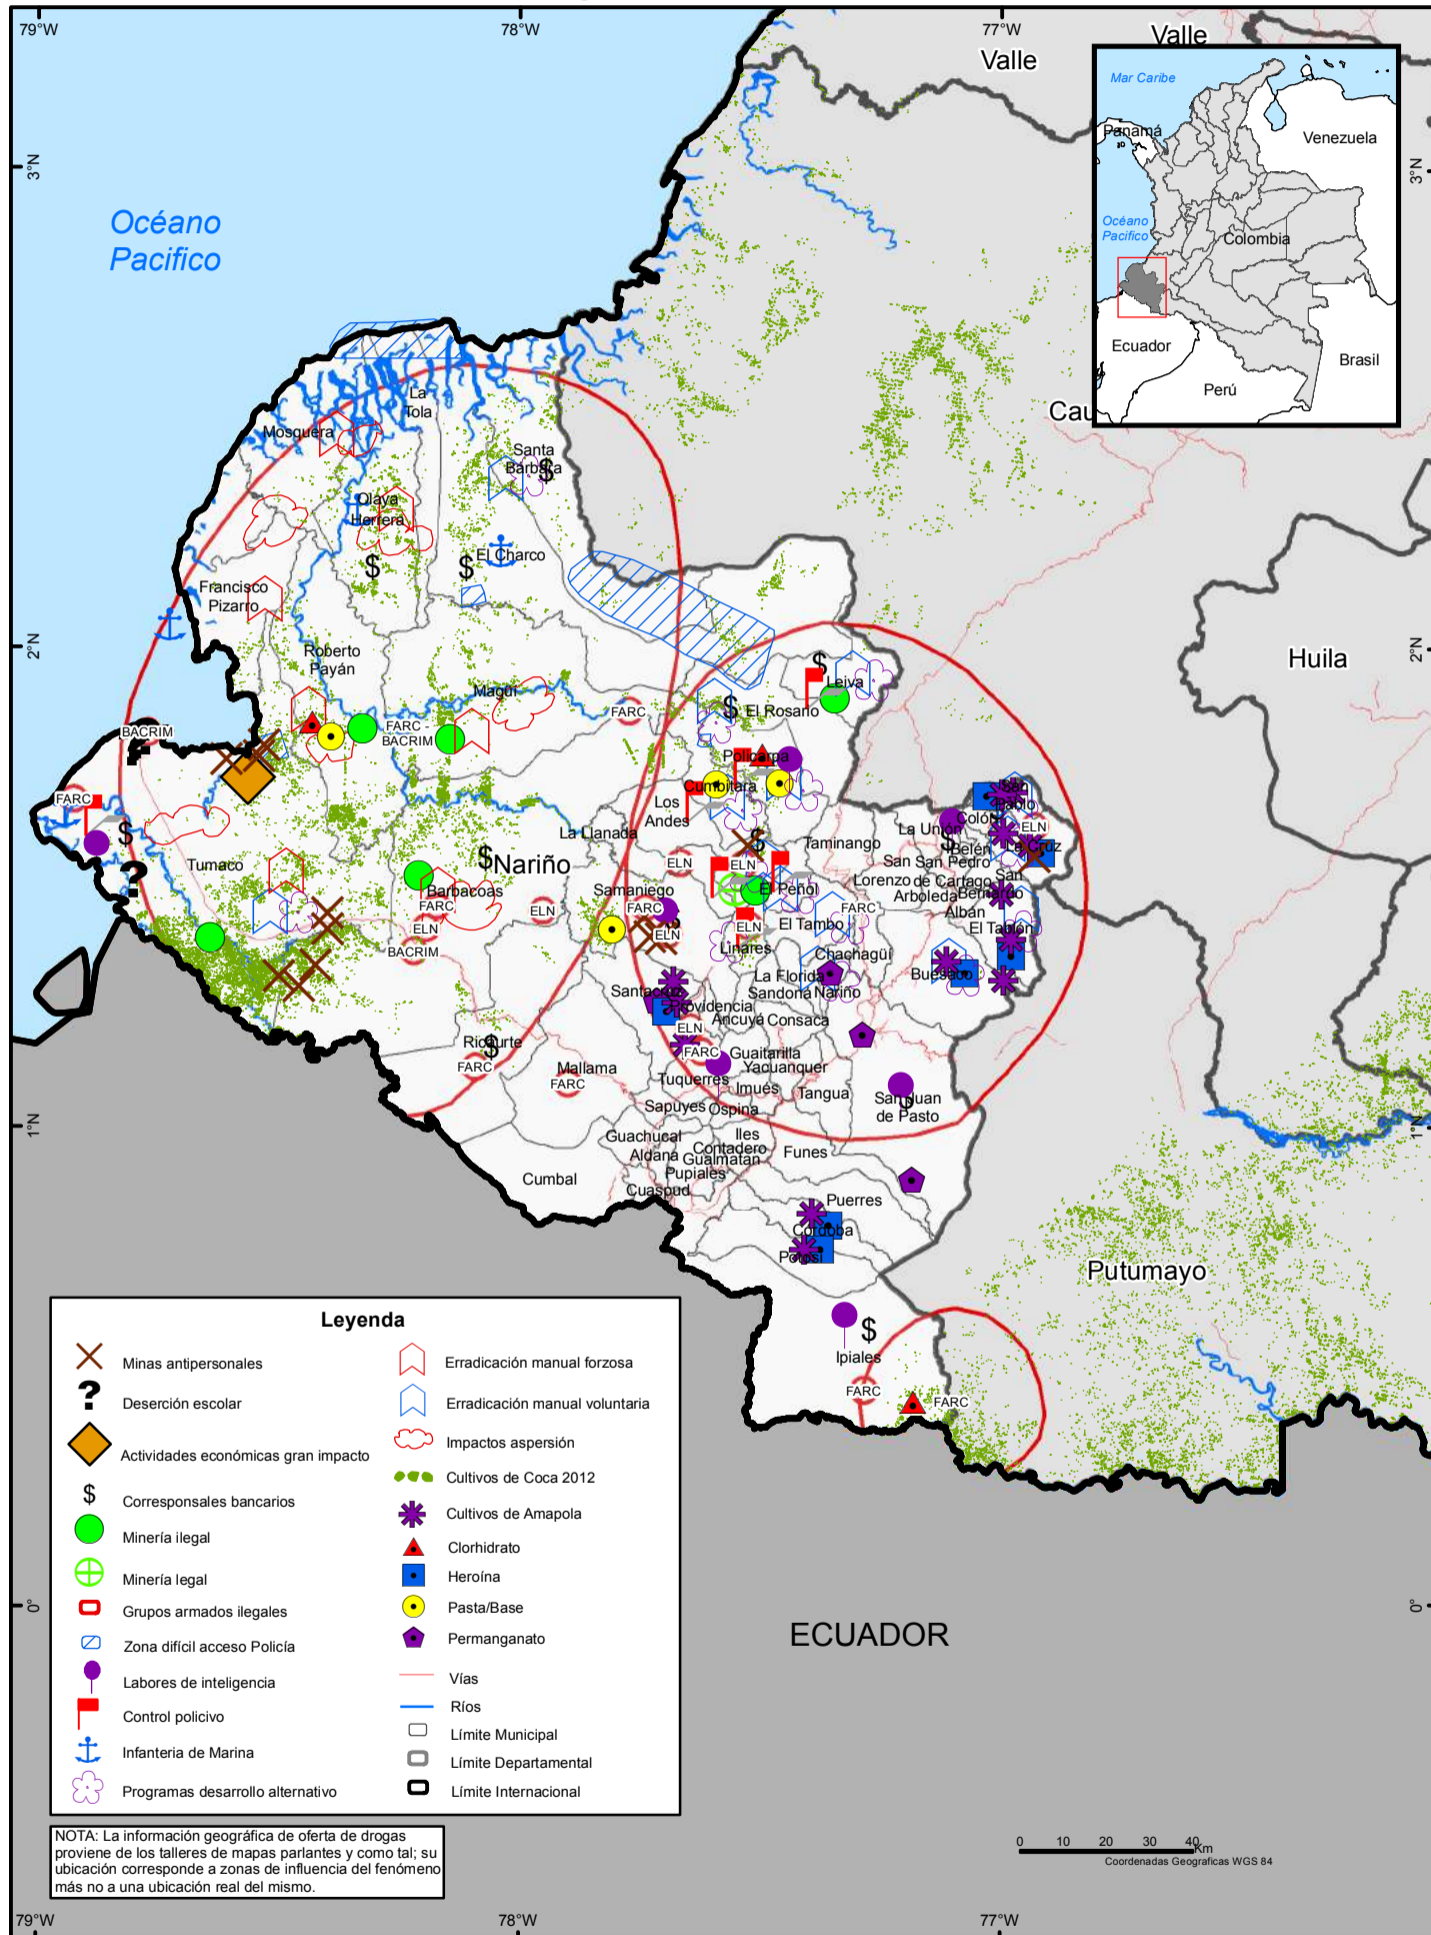 79°W
78°W
77°W
Valle
Valle
Mar Caribe
Panamá
Venezuela
Océano
Pacifico
Colombia
Ecuador
Brasil
Perú
3°N
3°N
Océano
Pacifico
La
Tola
Mosquera
Santa
Barbara
$
Olaya
Herrera
$
$
El Charco
Francisco
Pizarro
Roberto
Payán
Magüí
2°N
2°N
Huila
$
Leiva
$
El Rosario
FARC
FARC
BACRIM
BACRIM
Policarpa
Cumbitara
FARC
Los
Andes
La Llanada
$
$
Taminango
San
Pablo
Colón
La Unión
$
Belén
ELN
La Cruz
San San Pedro
Lorenzo de Cartago
San
Bernardo
Arboleda
Albán
El Tablón
?
Tumaco
$
Nariño
Barbacoas
FARC
ELN
BACRIM
ELN
Samaniego
FARC
ELN
ELN
ELN
El Peñol
ELN
Linares
El Tambo
FARC
Chachagüí
La Florida
Sandoná
Nariño
Buesaco
Santacruz
Providencia
Ancuyá
Consaca
ELN
FARC
Guaitarilla
Yacuanquer
Tuquerres
Imués
Tangua
San Juan
de Pasto
$
Ricaurte
$
FARC
Mallama
FARC
Sapuyes
Ospina
1°N
1°N
Guachucal
Iles
Aldana
Contadero
Gualmatán
Funes
Pupiales
Cuaspud
Cumbal
Puerres
Córdoba
Potosí
Putumayo
$
Ipiales
FARC
FARC
Leyenda
Minas antipersonales
?
Deserción escolar
Actividades económicas gran impacto
$
Corresponsales bancarios
Minería ilegal
Minería legal
Grupos armados ilegales
Zona difícil acceso Policía
Labores de inteligencia
Control policivo
Infanteria de Marina
Programas desarrollo alternativo
Erradicación manual forzosa
Erradicación manual voluntaria
Impactos aspersión
Cultivos de Coca 2012
Cultivos de Amapola
Clorhidrato
Heroína
Pasta/Base
Permanganato
Vías
Ríos
Límite Municipal
Límite Departamental
Límite Internacional
0°
0°
ECUADOR
NOTA: La información geográfica de oferta de drogas
proviene de los talleres de mapas parlantes y como tal; su
ubicación corresponde a zonas de influencia del fenómeno
más no a una ubicación real del mismo.
0 10 20 30 40 Km
Coordenadas Geograficas WGS 84
79°W
78°W
77°W